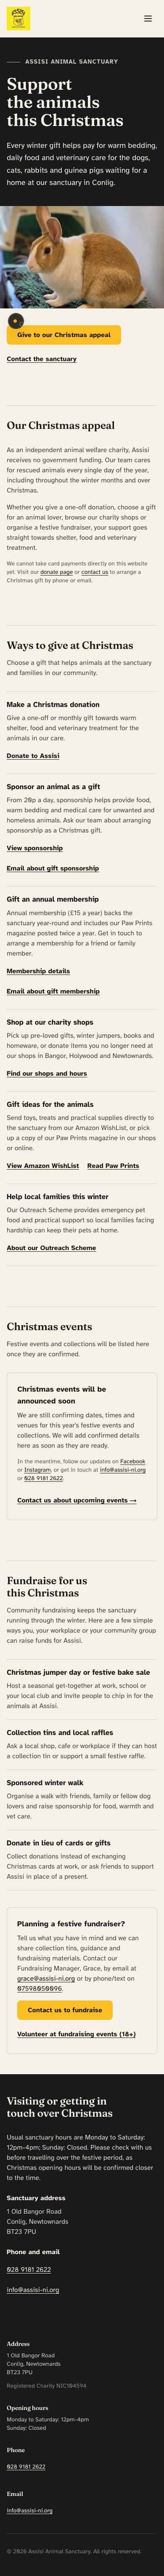 ASSISI ANIMAL SANCTUARY
Support
the animals
this Christmas
Every winter gift helps pay for warm bedding,
daily food and veterinary care for the dogs,
cats, rabbits and guinea pigs waiting for a
home at our sanctuary in Conlig.
Give to our Christmas appeal
Contact the sanctuary
Our Christmas appeal
As an independent animal welfare charity, Assisi
receives no government funding. Our team cares
for rescued animals every single day of the year,
including throughout the winter months and over
Christmas.
Whether you give a one-off donation, choose a gift
for an animal lover, browse our charity shops or
organise a festive fundraiser, your support goes
straight towards shelter, food and veterinary
treatment.
We cannot take card payments directly on this website
yet. Visit our donate page or contact us to arrange a
Christmas gift by phone or email.
Ways to give at Christmas
Choose a gift that helps animals at the sanctuary
and families in our community.
Make a Christmas donation
Give a one-off or monthly gift towards warm
shelter, food and veterinary treatment for the
animals in our care.
Donate to Assisi
Sponsor an animal as a gift
From 28p a day, sponsorship helps provide food,
warm bedding and medical care for unwanted and
homeless animals. Ask our team about arranging
sponsorship as a Christmas gift.
View sponsorship
Email about gift sponsorship
Gift an annual membership
Annual membership (£15 a year) backs the
sanctuary year-round and includes our Paw Prints
magazine posted twice a year. Get in touch to
arrange a membership for a friend or family
member.
Membership details
Email about gift membership
Shop at our charity shops
Pick up pre-loved gifts, winter jumpers, books and
homeware, or donate items you no longer need at
our shops in Bangor, Holywood and Newtownards.
Find our shops and hours
Gift ideas for the animals
Send toys, treats and practical supplies directly to
the sanctuary from our Amazon WishList, or pick
up a copy of our Paw Prints magazine in our shops
or online.
View Amazon WishList Read Paw Prints
Help local families this winter
Our Outreach Scheme provides emergency pet
food and practical support so local families facing
hardship can keep their pets at home.
About our Outreach Scheme
Christmas events
Festive events and collections will be listed here
once they are confirmed.
Christmas events will be
announced soon
We are still confirming dates, times and
venues for this year's festive events and
collections. We will add confirmed details
here as soon as they are ready.
In the meantime, follow our updates on Facebook
or Instagram, or get in touch at info@assisi-ni.org
or 028 9181 2622.
Contact us about upcoming events →
Fundraise for us
this Christmas
Community fundraising keeps the sanctuary
running through the winter. Here are a few simple
ways you, your workplace or your community group
can raise funds for Assisi.
Christmas jumper day or festive bake sale
Host a seasonal get-together at work, school or
your local club and invite people to chip in for the
animals at Assisi.
Collection tins and local raffles
Ask a local shop, cafe or workplace if they can host
a collection tin or support a small festive raffle.
Sponsored winter walk
Organise a walk with friends, family or fellow dog
lovers and raise sponsorship for food, warmth and
vet care.
Donate in lieu of cards or gifts
Collect donations instead of exchanging
Christmas cards at work, or ask friends to support
Assisi in place of a present.
Planning a festive fundraiser?
Tell us what you have in mind and we can
share collection tins, guidance and
fundraising materials. Contact our
Fundraising Manager, Grace, by email at
grace@assisi-ni.org or by phone/text on
07598050096.
Contact us to fundraise
Volunteer at fundraising events (18+)
Visiting or getting in
touch over Christmas
Usual sanctuary hours are Monday to Saturday:
12pm–4pm; Sunday: Closed. Please check with us
before travelling over the festive period, as
Christmas opening hours will be confirmed closer
to the time.
Sanctuary address
1 Old Bangor Road
Conlig, Newtownards
BT23 7PU
Phone and email
028 9181 2622
info@assisi-ni.org
Address
1 Old Bangor Road
Conlig, Newtownards
BT23 7PU
Registered Charity NIC104594
Opening hours
Monday to Saturday: 12pm–4pm
Sunday: Closed
Phone
028 9181 2622
Email
info@assisi-ni.org
© 2026 Assisi Animal Sanctuary. All rights reserved.